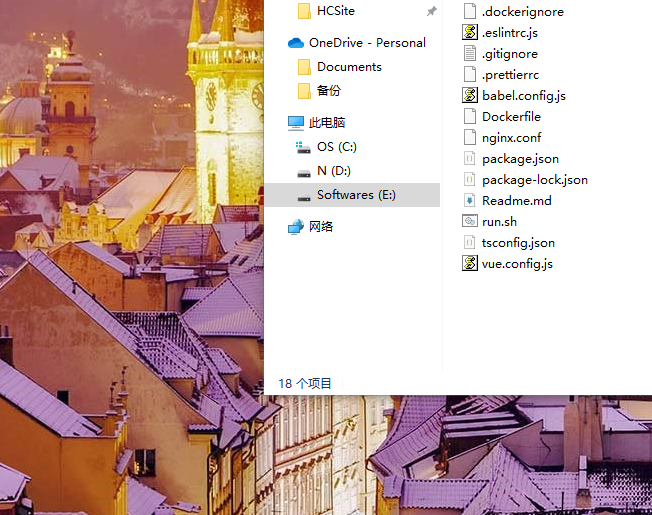 HCSite
OneDrive - Personal
Documents
备份
此电脑
OS (C:)
N (D:)
Softwares (E:)
网络
.dockerignore
.eslintrc.js
.gitignore
.prettierrc
babel.config.js
Dockerfile
nginx.conf
package.json
package-lock.json
Readme.md
run.sh
tsconfig.json
vue.config.js
18 个项目